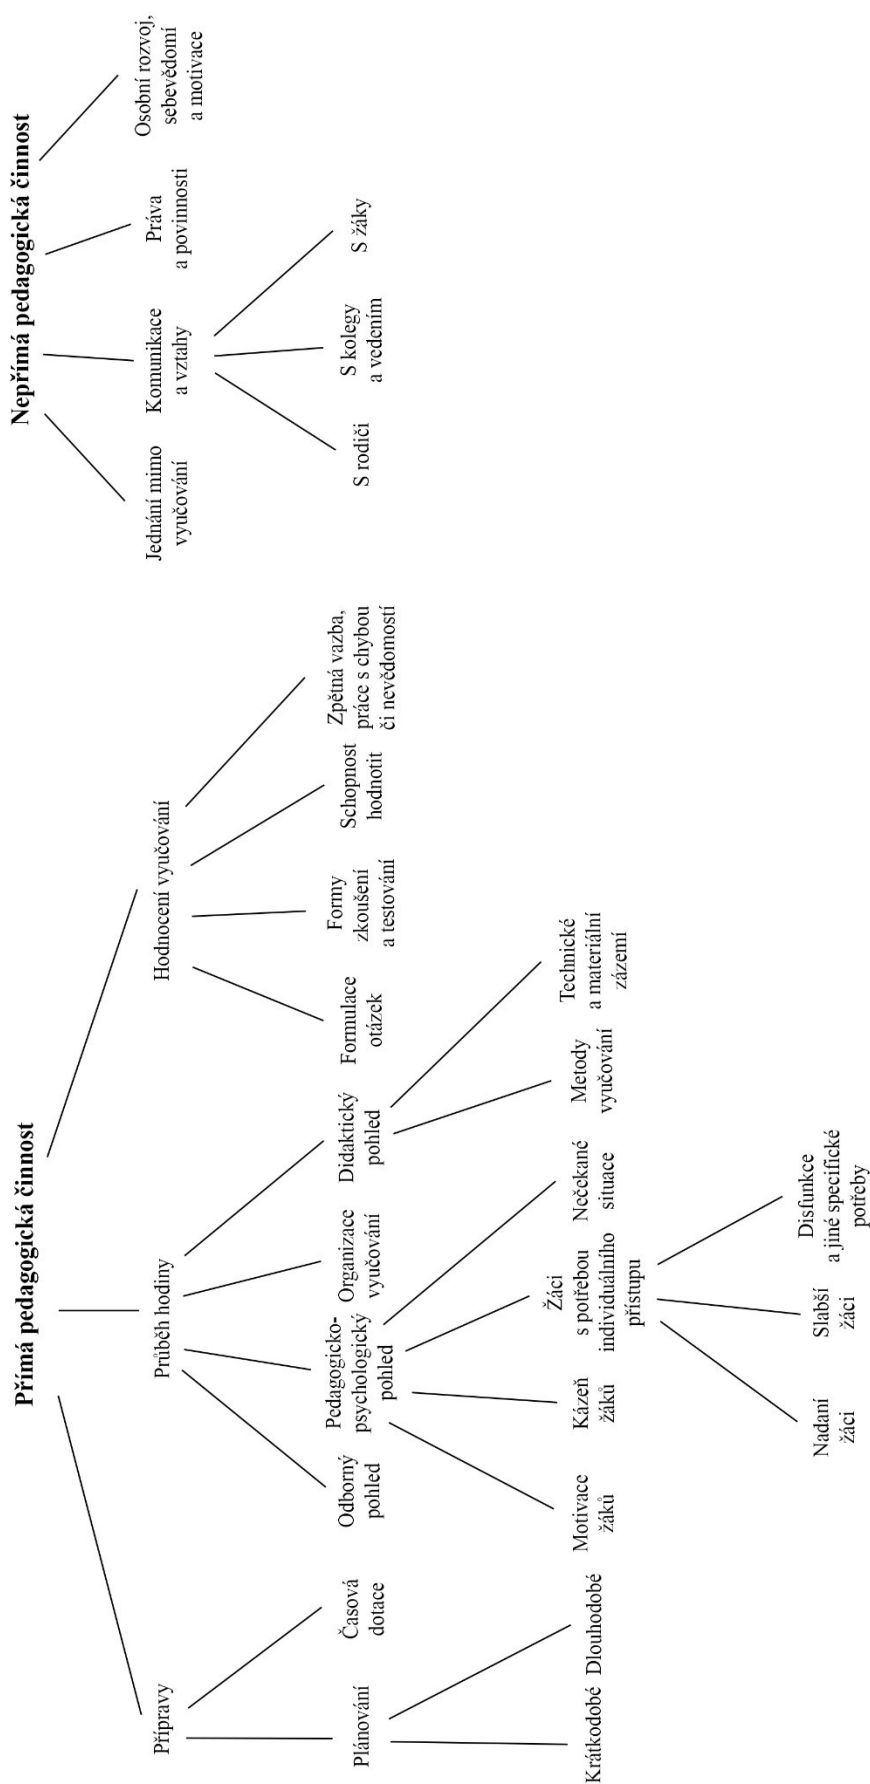 Přímá pedagogická činnost
Přípravy
Průběh hodiny
Hodnocení vyučování
Plánování
Časová
dotace
Odborný
pohled
Pedagogicko-
psychologický
pohled
Organizace
vyučování
Didaktický
pohled
Formulace
otázek
Formy
zkoušení
a testování
Schopnost
hodnotit
Zpětná vazba,
práce s chybou
či nevědomostí
Krátkodobé
Dlouhodobé
Motivace
žáků
Kázeň
žáků
Žáci
s potřebou
individuálního
přístupu
Nečekané
situace
Metody
vyučování
Technické
a materiální
zázemí
Nadaní
žáci
Slabší
žáci
Disfunkce
a jiné specifické
potřeby
Nepřímá pedagogická činnost
Jednání mimo
vyučování
Komunikace
a vztahy
Práva
a povinnosti
Osobní rozvoj,
sebevědomí
a motivace
S rodiči
S kolegy
a vedením
S žáky